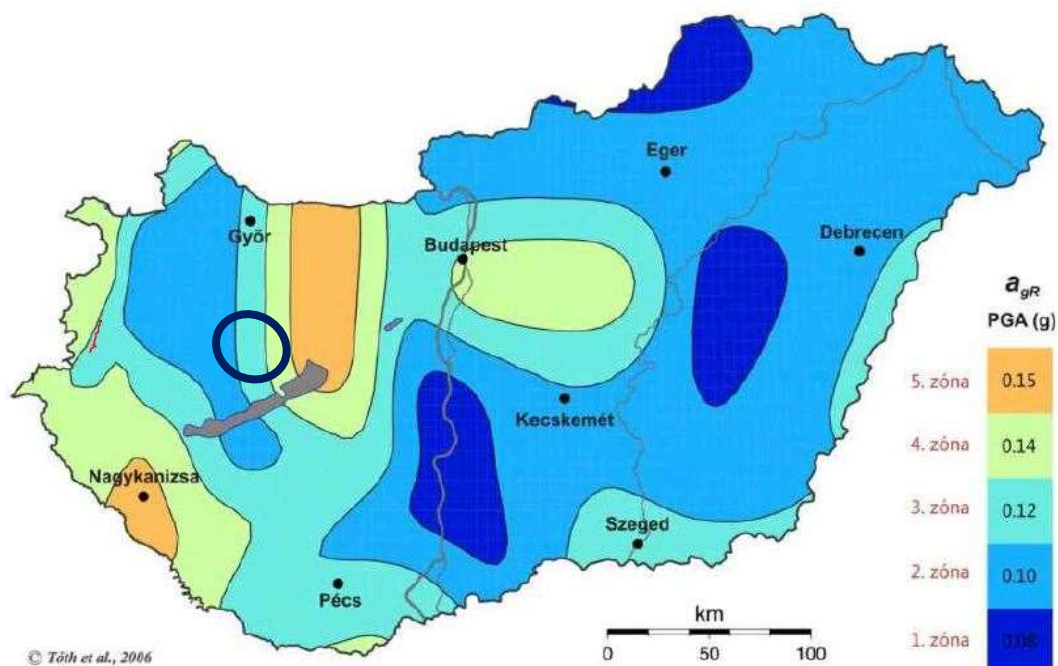 Eger
Győr
Budapest
Debrecen
a_gR
PGA (g)
5. zóna
0.15
Kecskemét
4. zóna
0.14
Nagykanizsa
3. zóna
0.12
Szeged
2. zóna
0.10
Pécs
km
1. zóna
0.08
0 50 100
© Tóth et al., 2006